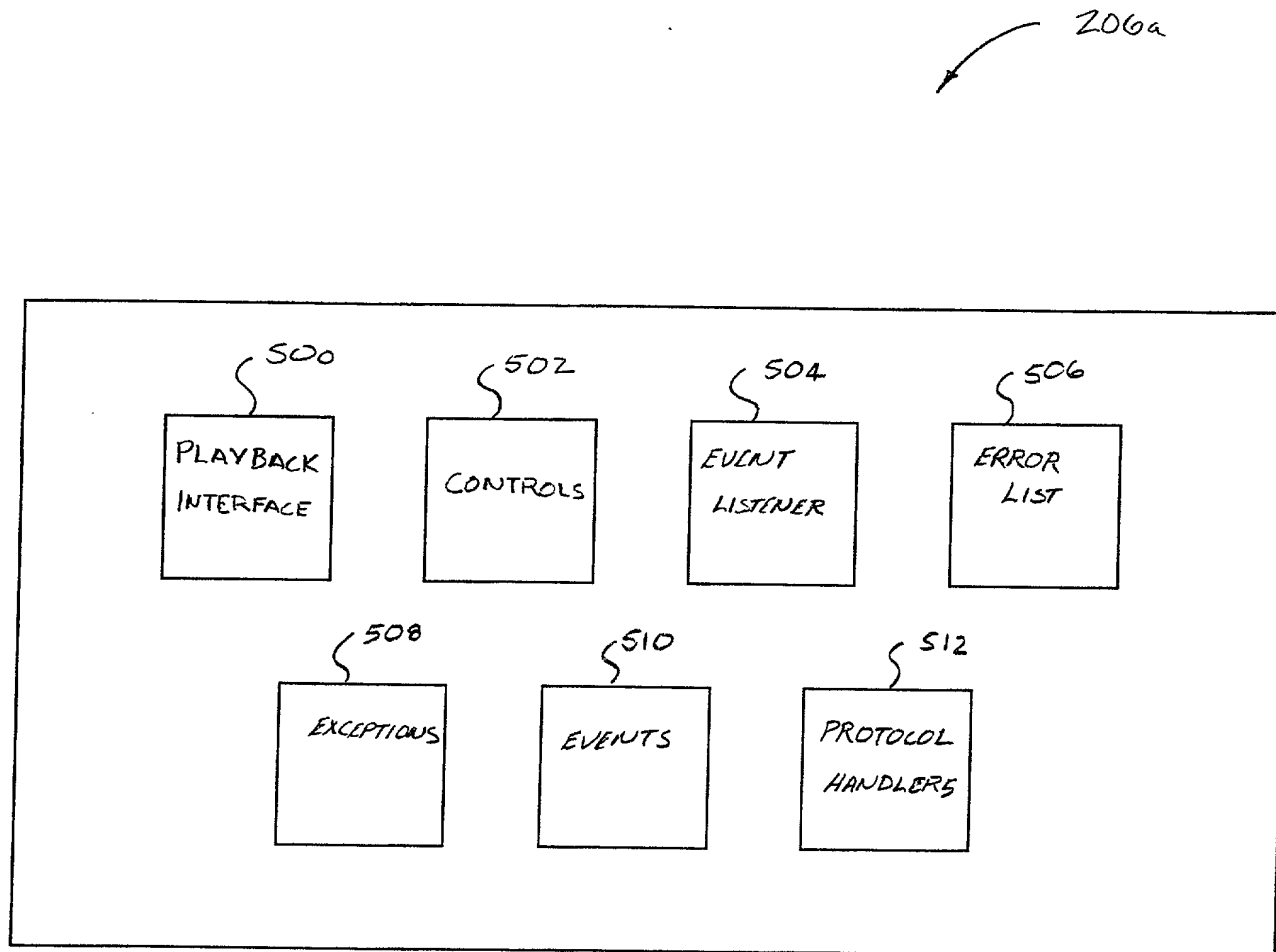 206a
500
502
504
506
PLAYBACK
INTERFACE
CONTROLS
EVENT
LISTENER
ERROR
LIST
508
510
512
EXCEPTIONS
EVENTS
PROTOCOL
HANDLERS